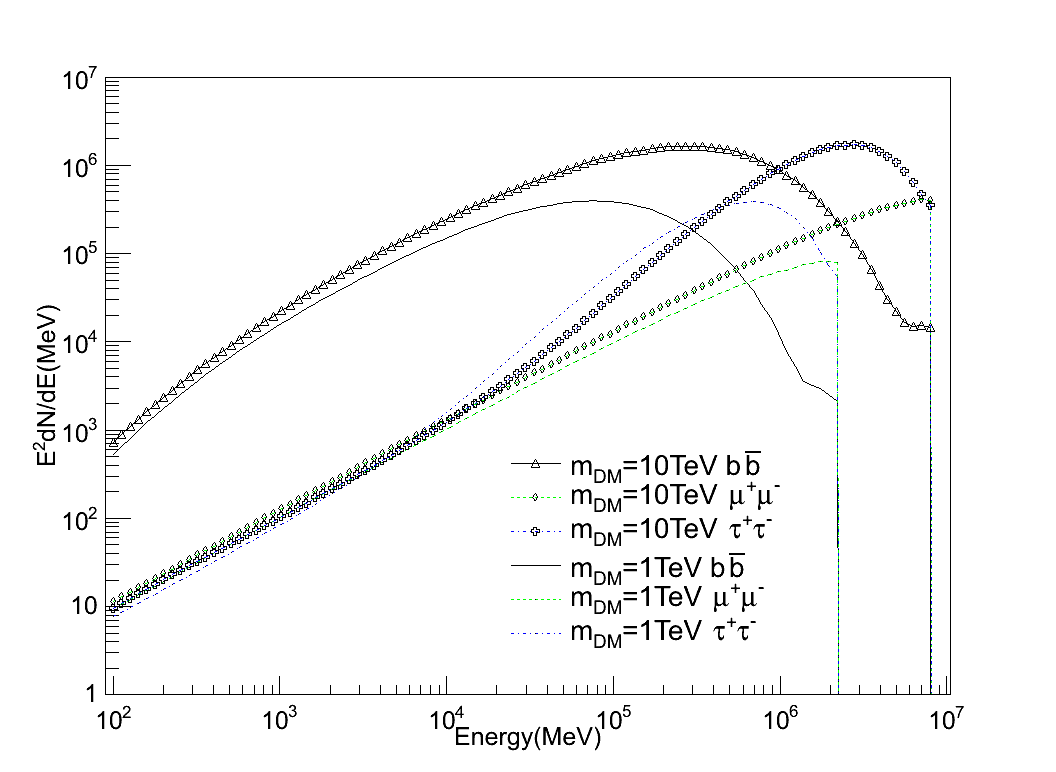 10⁷
10⁶
10⁵
10⁴
10³
10²
10
1
E²dN/dE(MeV)
m_DM=10TeV b b̅
m_DM=10TeV μ⁺μ⁻
m_DM=10TeV τ⁺τ⁻
m_DM=1TeV b b̅
m_DM=1TeV μ⁺μ⁻
m_DM=1TeV τ⁺τ⁻
10² 10³ 10⁴ 10⁵ 10⁶ 10⁷
Energy(MeV)